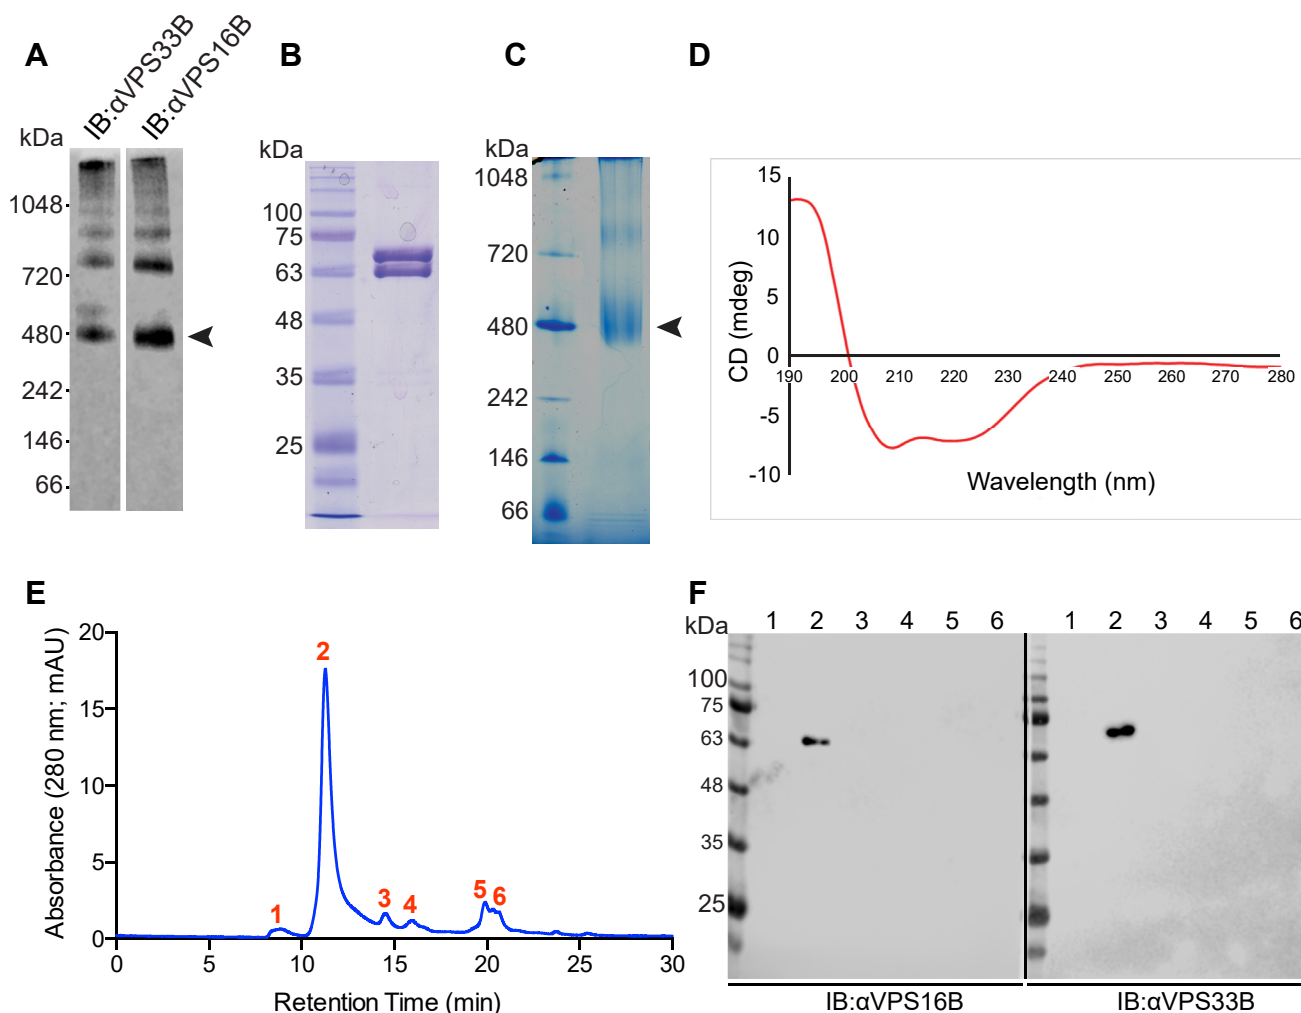 A
IB:αVPS33B
IB:αVPS16B
kDa
1048
720
480
242
146
66
B
kDa
100
75
63
48
35
25
C
kDa
1048
720
480
242
146
66
D
15
10
5
0
-5
-10
CD (mdeg)
190 200 210 220 230 240 250 260 270 280
Wavelength (nm)
E
20
15
10
5
0
Absorbance (280 nm; mAU)
1
2
3
4
5
6
0 5 10 15 20 25 30
Retention Time (min)
F
kDa
1 2 3 4 5 6
1 2 3 4 5 6
100
75
63
48
35
25
IB:αVPS16B
IB:αVPS33B